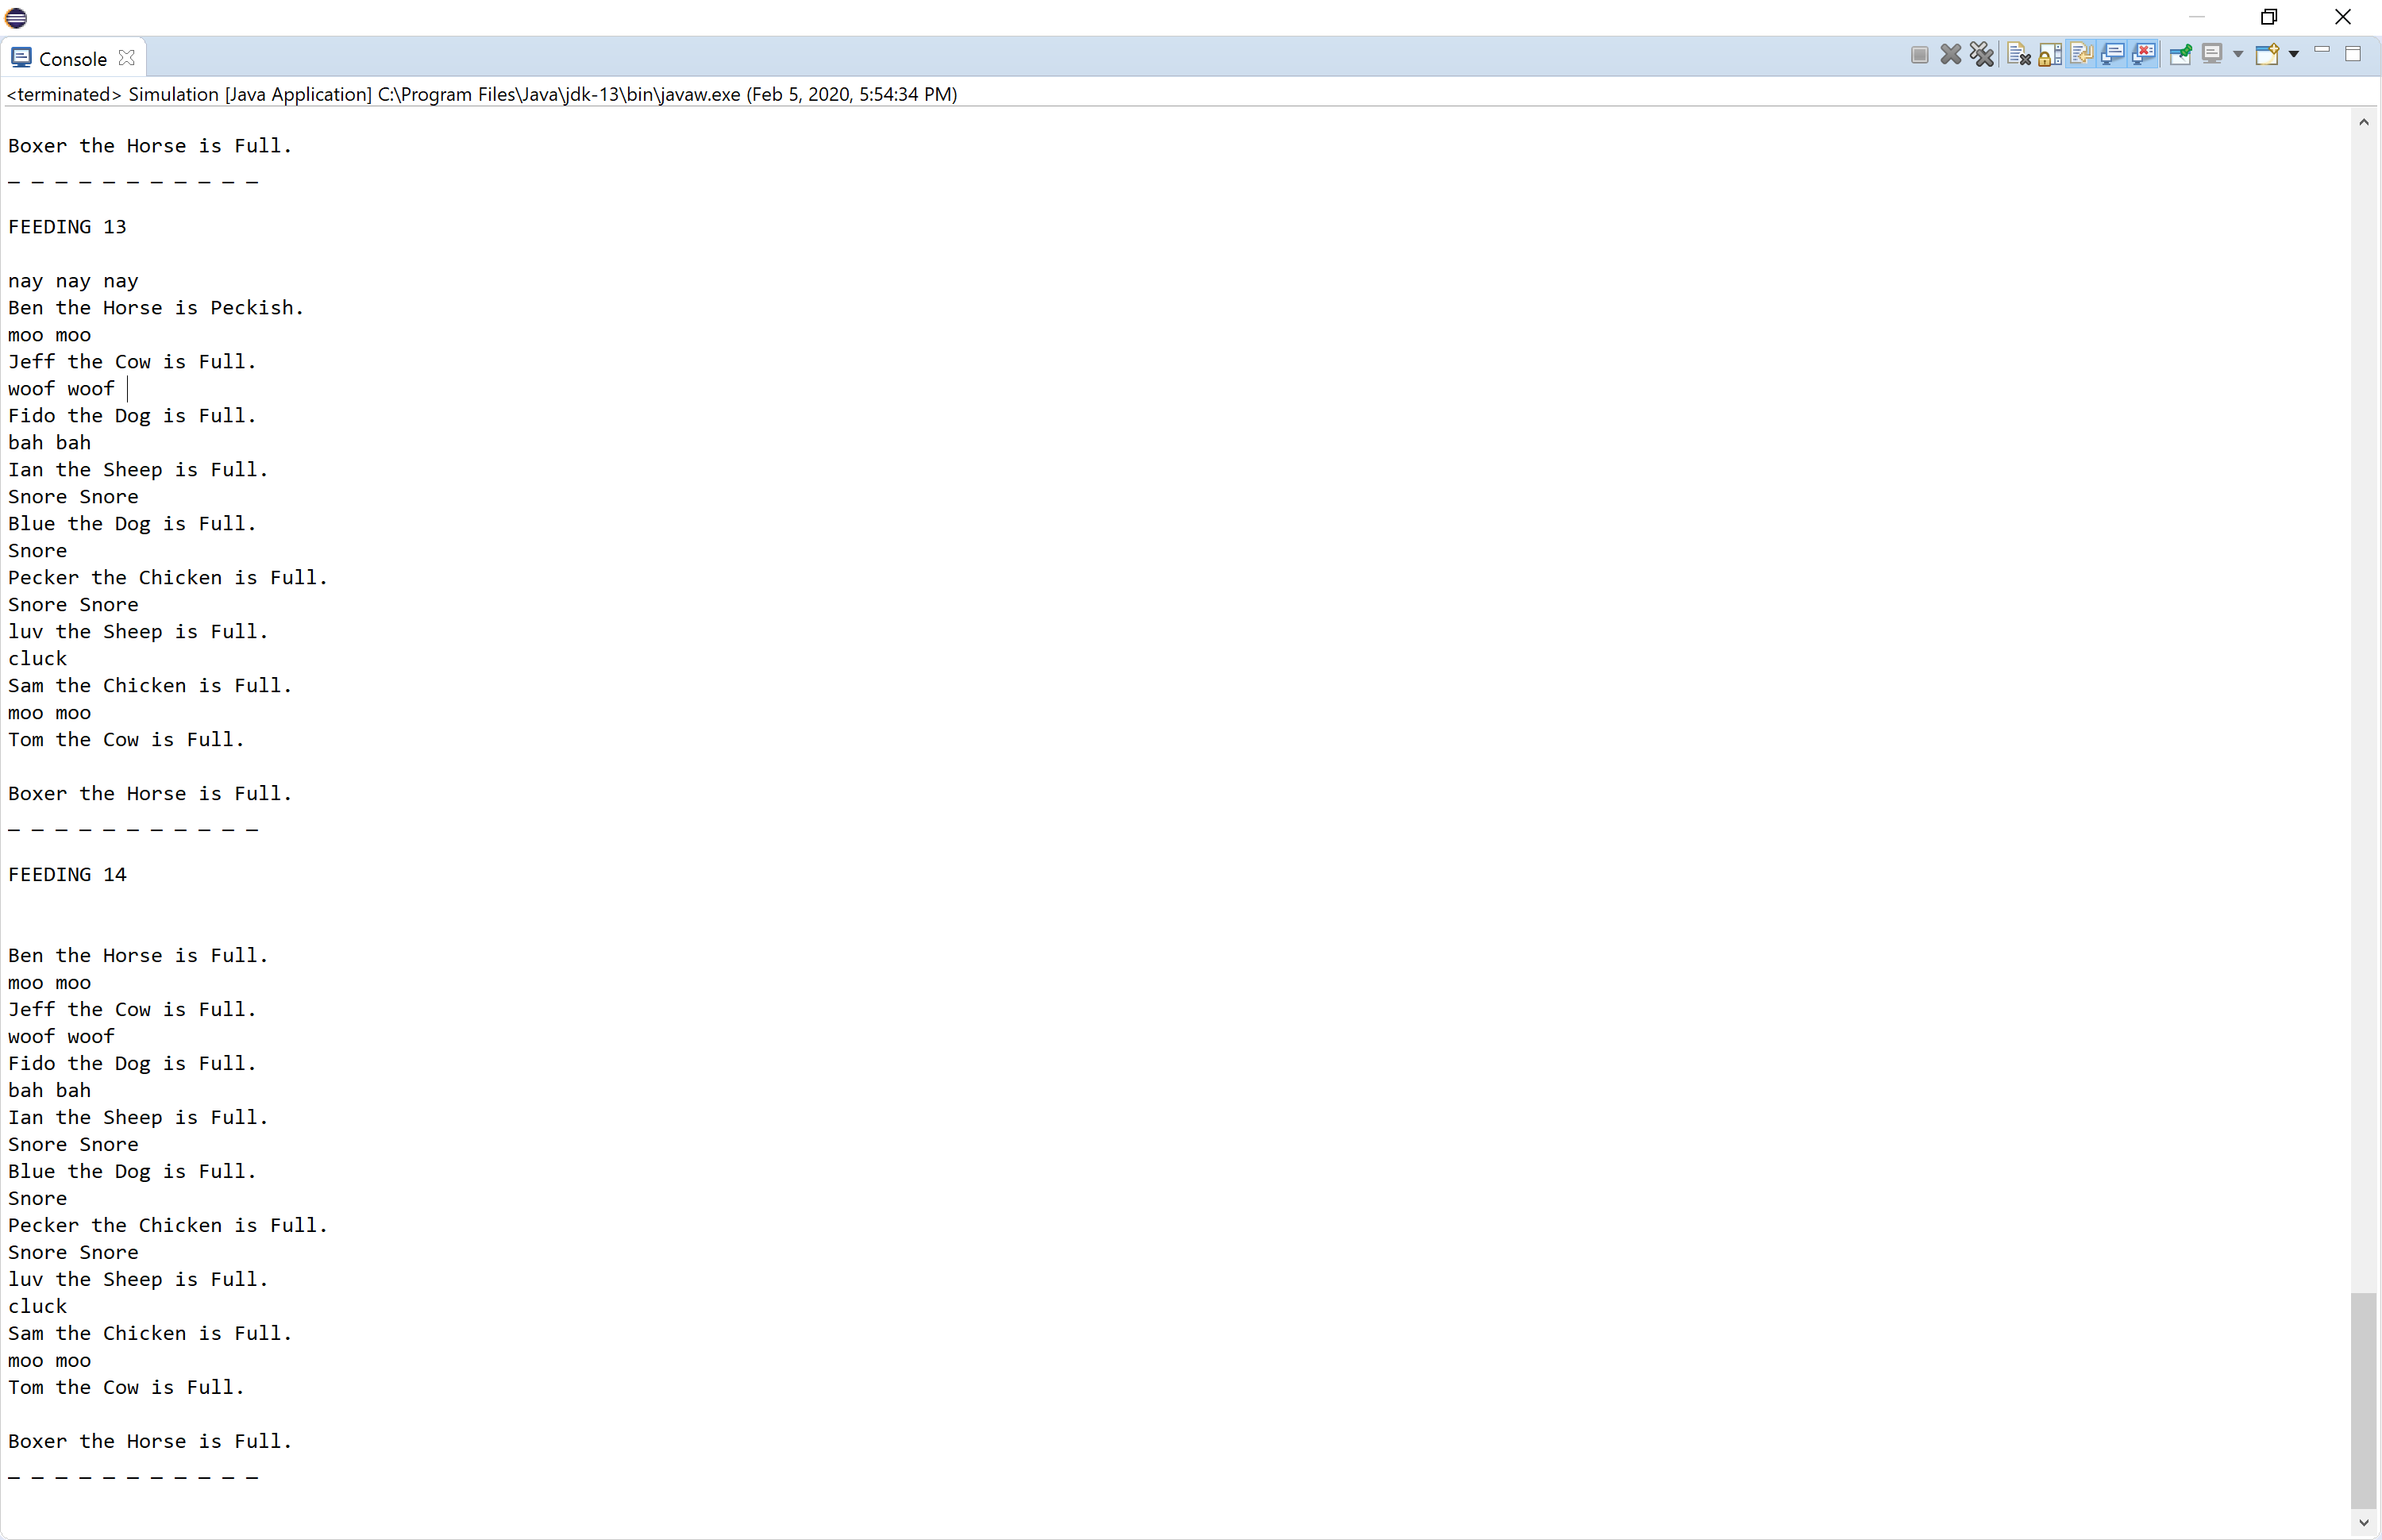 Console
<terminated> Simulation [Java Application] C:\Program Files\Java\jdk-13\bin\javaw.exe (Feb 5, 2020, 5:54:34 PM)
Boxer the Horse is Full.
_ _ _ _ _ _ _ _ _ _ _
FEEDING 13
nay nay nay
Ben the Horse is Peckish.
moo moo
Jeff the Cow is Full.
woof woof
Fido the Dog is Full.
bah bah
Ian the Sheep is Full.
Snore Snore
Blue the Dog is Full.
Snore
Pecker the Chicken is Full.
Snore Snore
luv the Sheep is Full.
cluck
Sam the Chicken is Full.
moo moo
Tom the Cow is Full.
Boxer the Horse is Full.
_ _ _ _ _ _ _ _ _ _ _
FEEDING 14
Ben the Horse is Full.
moo moo
Jeff the Cow is Full.
woof woof
Fido the Dog is Full.
bah bah
Ian the Sheep is Full.
Snore Snore
Blue the Dog is Full.
Snore
Pecker the Chicken is Full.
Snore Snore
luv the Sheep is Full.
cluck
Sam the Chicken is Full.
moo moo
Tom the Cow is Full.
Boxer the Horse is Full.
_ _ _ _ _ _ _ _ _ _ _